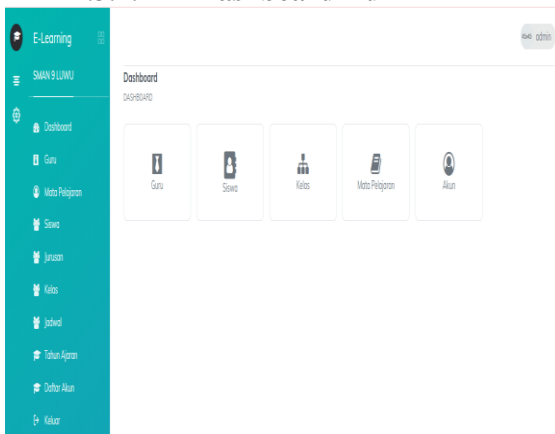 E-Learning
admin
SMAN 9 LUWU
Dashboard
DASHBOARD
Dashboard
Guru
Mata Pelajaran
Siswa
Jurusan
Kelas
Jadwal
Tahun Ajaran
Daftar Akun
Keluar
Guru
Siswa
Kelas
Mata Pelajaran
Akun